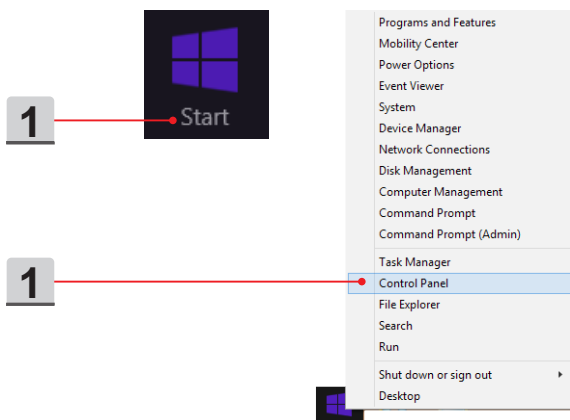 1
Start
1
Programs and Features
Mobility Center
Power Options
Event Viewer
System
Device Manager
Network Connections
Disk Management
Computer Management
Command Prompt
Command Prompt (Admin)
Task Manager
Control Panel
File Explorer
Search
Run
Shut down or sign out
Desktop